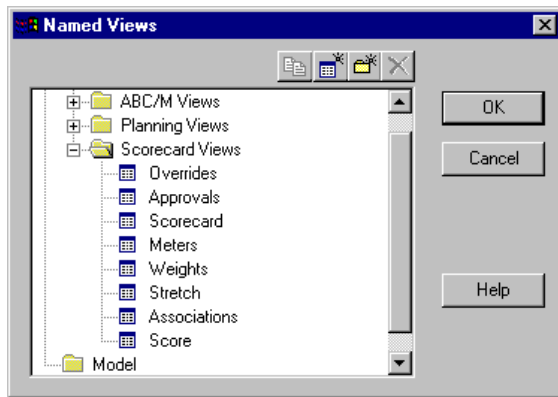 Named Views
ABC/M Views
Planning Views
Scorecard Views
Overrides
Approvals
Scorecard
Meters
Weights
Stretch
Associations
Score
Model
OK
Cancel
Help